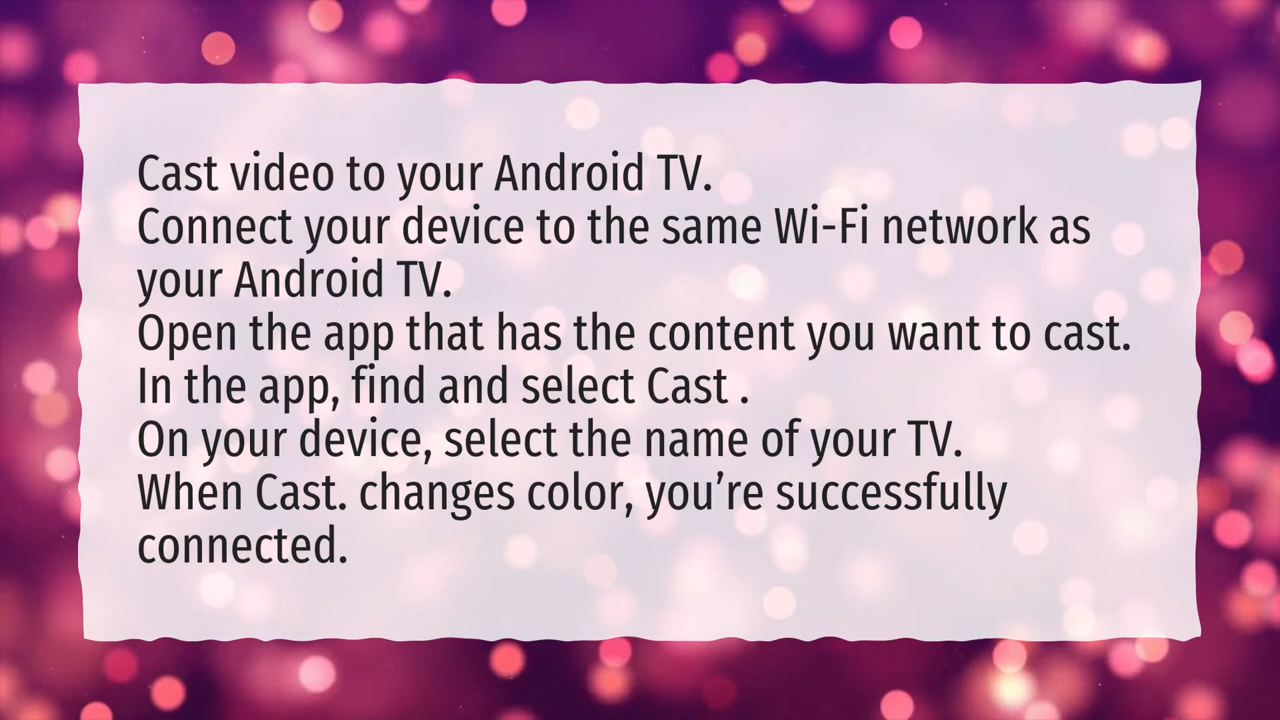 Cast video to your Android TV.
Connect your device to the same Wi-Fi network as
your Android TV.
Open the app that has the content you want to cast.
In the app, find and select Cast .
On your device, select the name of your TV.
When Cast. changes color, you’re successfully
connected.